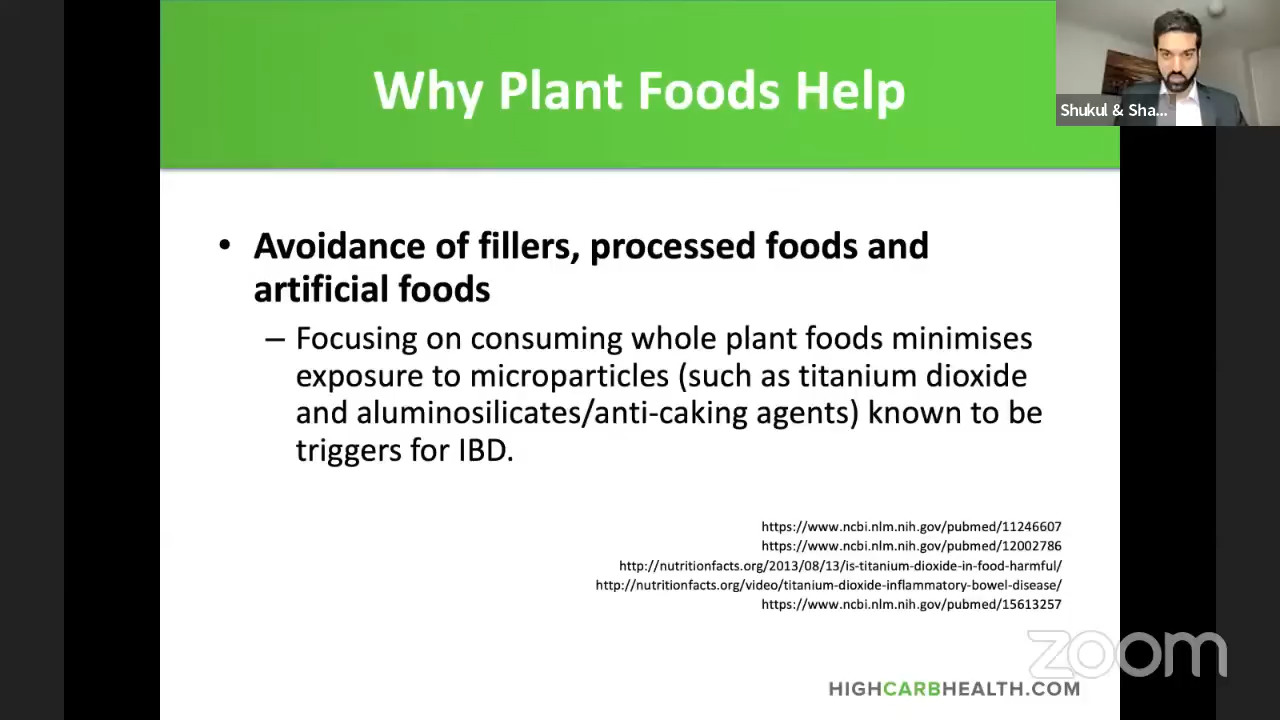 Why Plant Foods Help
Shukul & Sha...
• Avoidance of fillers, processed foods and
artificial foods
– Focusing on consuming whole plant foods minimises
exposure to microparticles (such as titanium dioxide
and aluminosilicates/anti-caking agents) known to be
triggers for IBD.
https://www.ncbi.nlm.nih.gov/pubmed/11246607
https://www.ncbi.nlm.nih.gov/pubmed/12002786
http://nutritionfacts.org/2013/08/13/is-titanium-dioxide-in-food-harmful/
http://nutritionfacts.org/video/titanium-dioxide-inflammatory-bowel-disease/
https://www.ncbi.nlm.nih.gov/pubmed/15613257
zoom
HIGHCARBHEALTH.COM